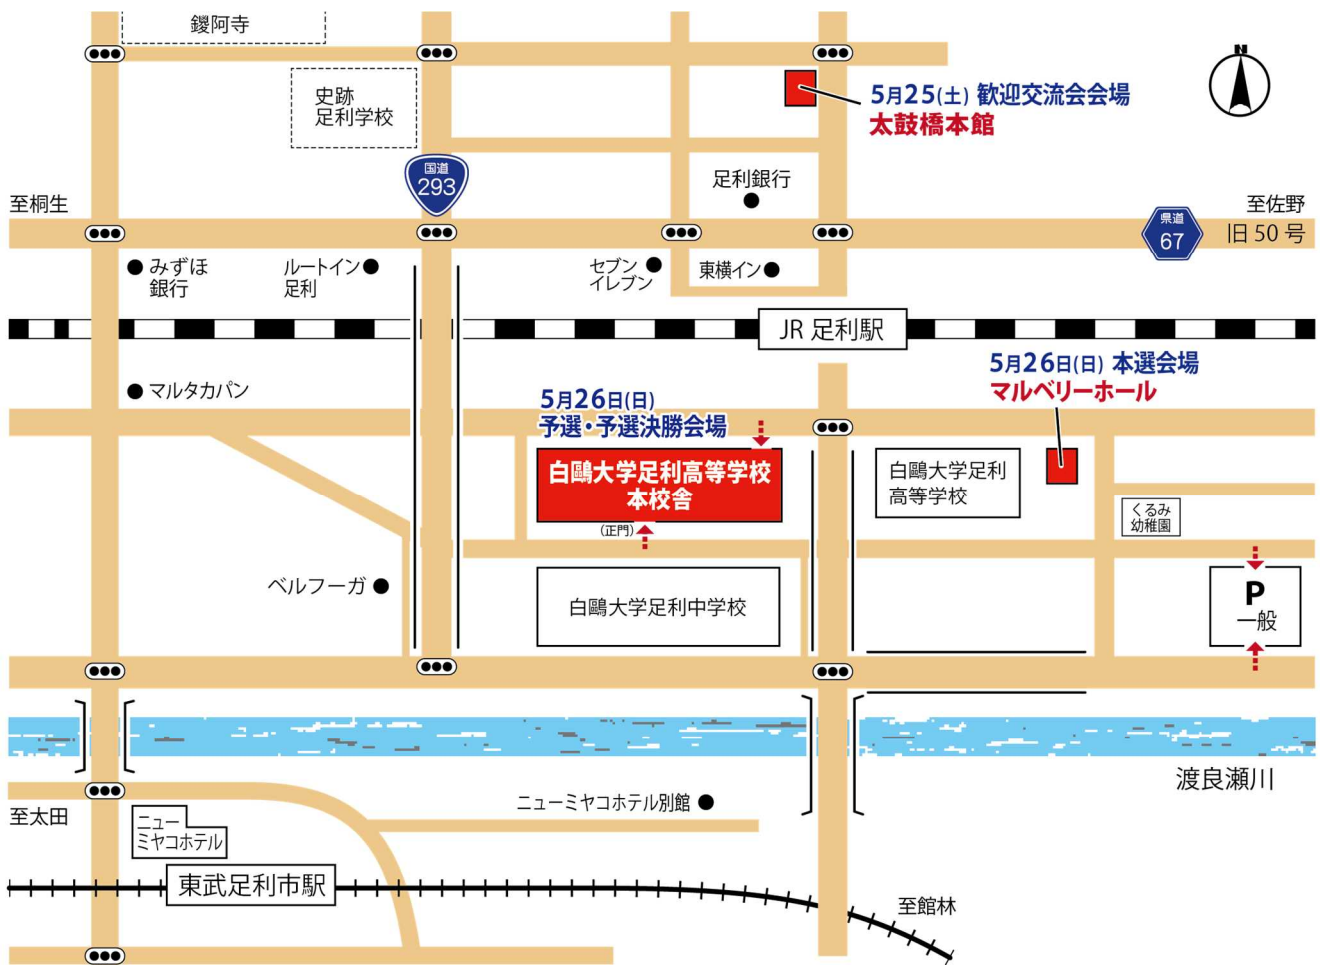 鑁阿寺
N
史跡
足利学校
5月25(土) 歓迎交流会会場
太鼓橋本館
国道
293
足利銀行
至桐生
至佐野
県道
67
旧50号
みずほ
銀行
ルートイン
足利
セブン
イレブン
東横イン
JR 足利駅
マルタカパン
5月26日(日)
予選・予選決勝会場
5月26日(日) 本選会場
マルベリーホール
白鷗大学足利高等学校
本校舎
(正門)
白鷗大学足利
高等学校
くるみ
幼稚園
ベルフーガ
白鷗大学足利中学校
P
一般
渡良瀬川
至太田
ニュー
ミヤコホテル
ニューミヤコホテル別館
東武足利市駅
至館林